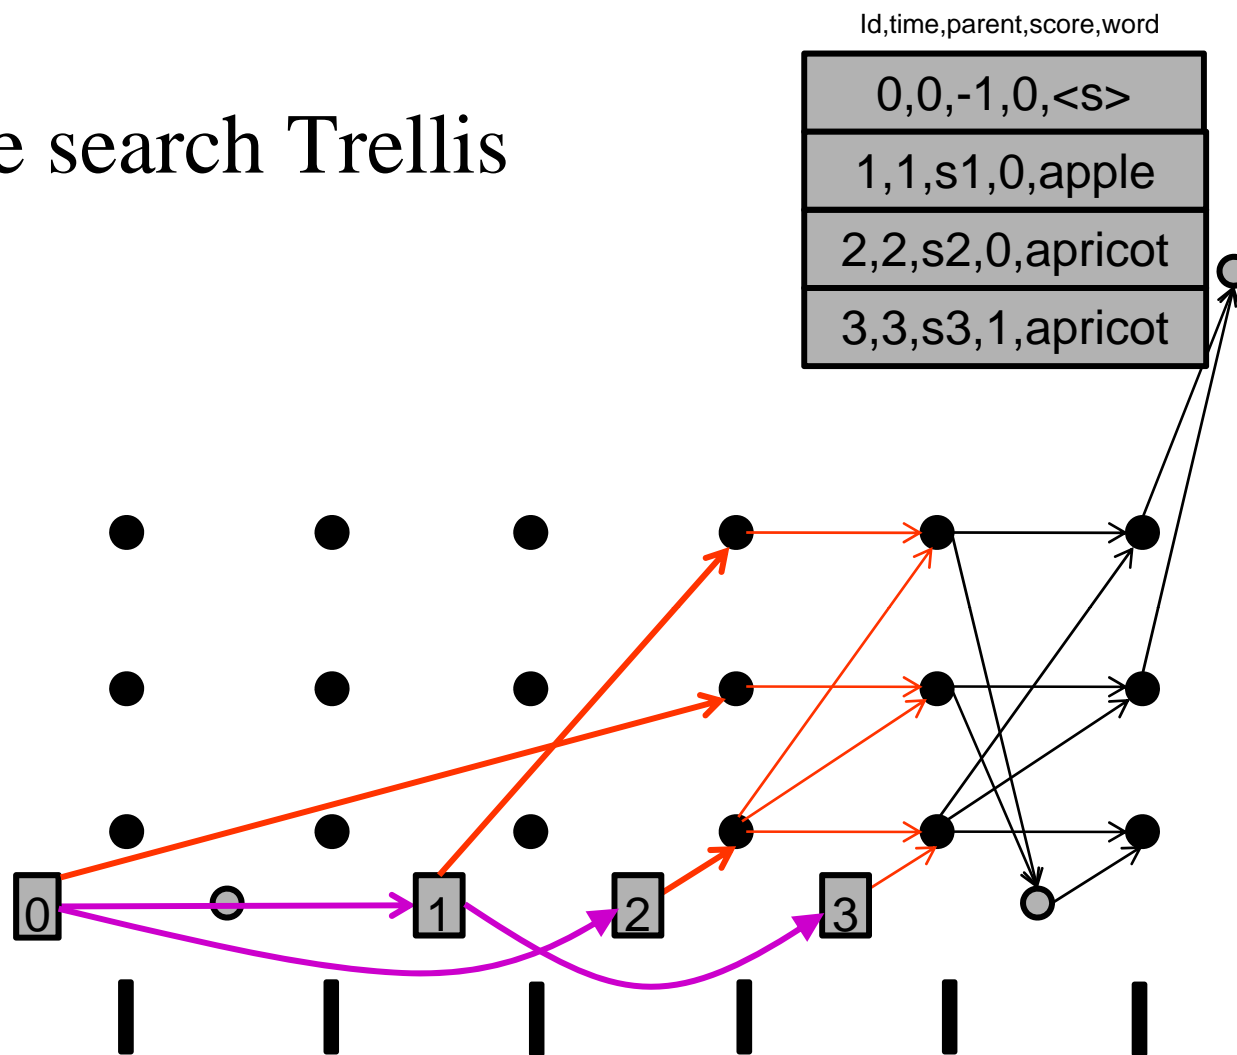 Id,time,parent,score,word
0,0,-1,0,<s>
e search Trellis
1,1,s1,0,apple
2,2,s2,0,apricot
3,3,s3,1,apricot
0
1
2
3